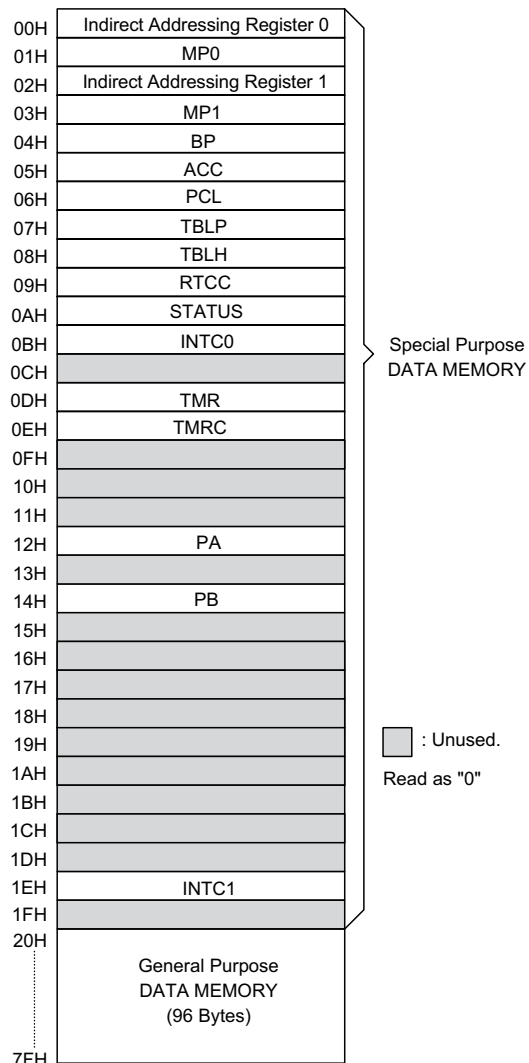 00H Indirect Addressing Register 0
01H MP0
02H Indirect Addressing Register 1
03H MP1
04H BP
05H ACC
06H PCL
07H TBLP
08H TBLH
09H RTCC
0AH STATUS
0BH INTC0
Special Purpose
DATA MEMORY
0CH
0DH TMR
0EH TMRC
0FH
10H
11H
12H PA
13H
14H PB
15H
16H
17H
18H
19H
: Unused.
Read as "0"
1AH
1BH
1CH
1DH
1EH INTC1
1FH
20H
General Purpose
DATA MEMORY
(96 Bytes)
7FH